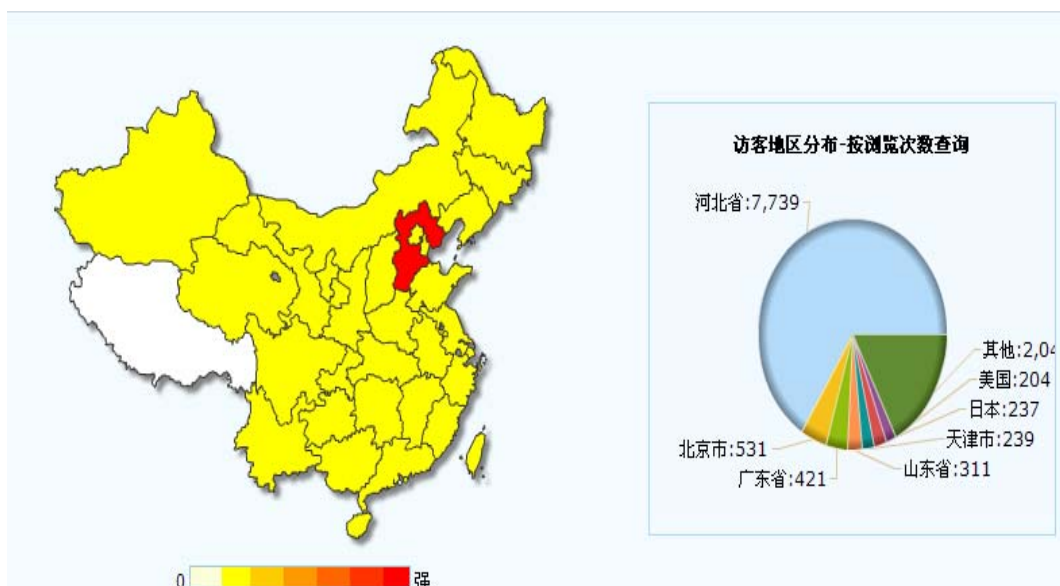 访客地区分布-按浏览次数查询
河北省:7,739
其他:2,04
美国:204
日本:237
天津市:239
山东省:311
北京市:531
广东省:421
0
强